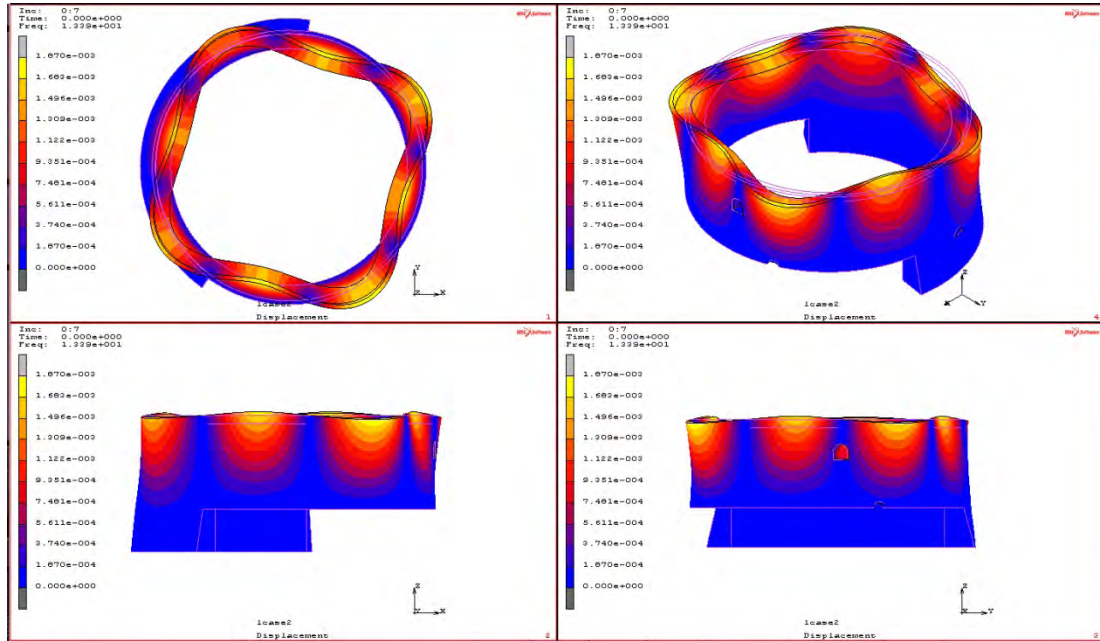 Inc: 0:7
Time: 0.000e+000
Freq: 1.339e+001
MSC Software
1.870e-003
1.683e-003
1.496e-003
1.309e-003
1.122e-003
9.351e-004
7.481e-004
5.611e-004
3.740e-004
1.870e-004
0.000e+000
Y
Z X
lcase2
Displacement
1
Inc: 0:7
Time: 0.000e+000
Freq: 1.339e+001
MSC Software
1.870e-003
1.683e-003
1.496e-003
1.309e-003
1.122e-003
9.351e-004
7.481e-004
5.611e-004
3.740e-004
1.870e-004
0.000e+000
Z
X Y
lcase2
Displacement
4
Inc: 0:7
Time: 0.000e+000
Freq: 1.339e+001
MSC Software
1.870e-003
1.683e-003
1.496e-003
1.309e-003
1.122e-003
9.351e-004
7.481e-004
5.611e-004
3.740e-004
1.870e-004
0.000e+000
Z
X
lcase2
Displacement
2
Inc: 0:7
Time: 0.000e+000
Freq: 1.339e+001
MSC Software
1.870e-003
1.683e-003
1.496e-003
1.309e-003
1.122e-003
9.351e-004
7.481e-004
5.611e-004
3.740e-004
1.870e-004
0.000e+000
Z
Y
lcase2
Displacement
3